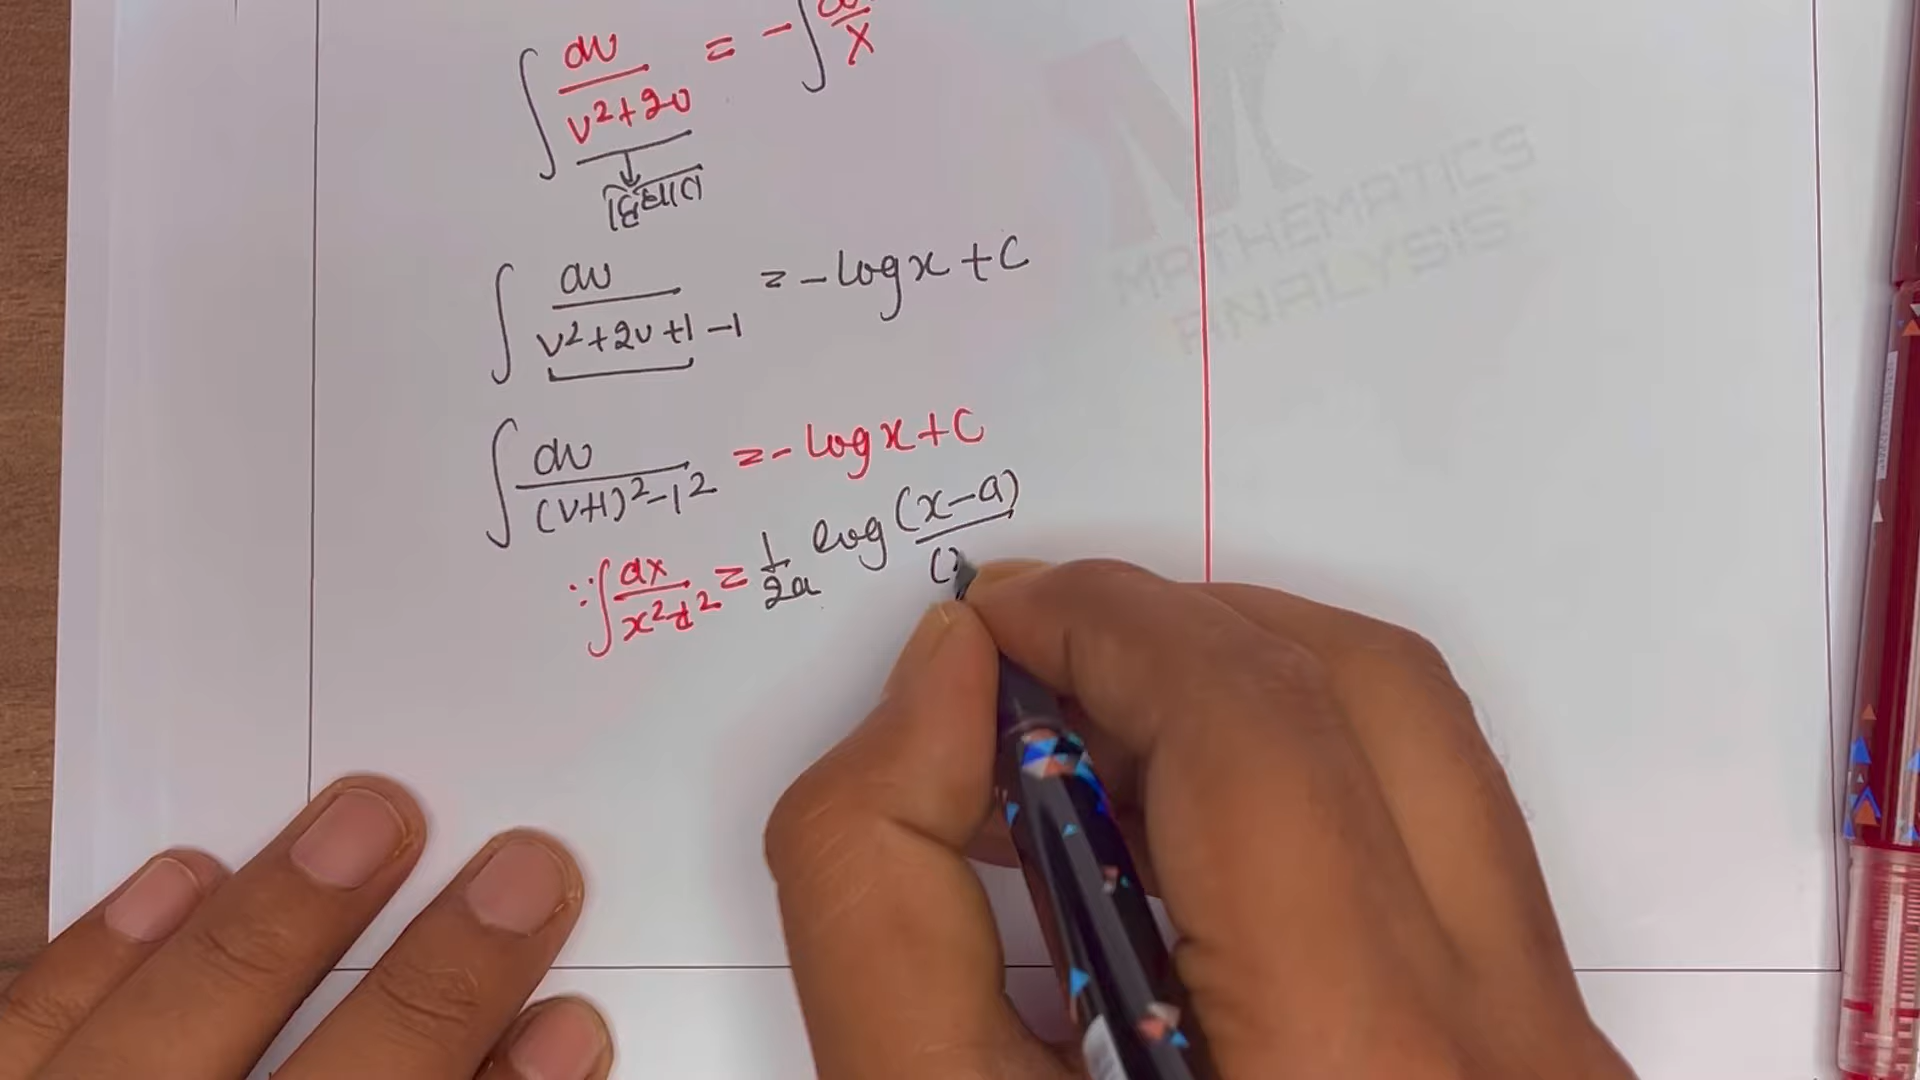 ∫ dv/(v²+2v) = -∫ dx/x
∫ dv/(v²+2v+1-1) = -log x + C
∫ dv/((v+1)²-1²) = -log x + C
∵ ∫ dx/(x²-a²) = 1/2a log (x-a)/(x
MATHEMATICS
ANALYSIS